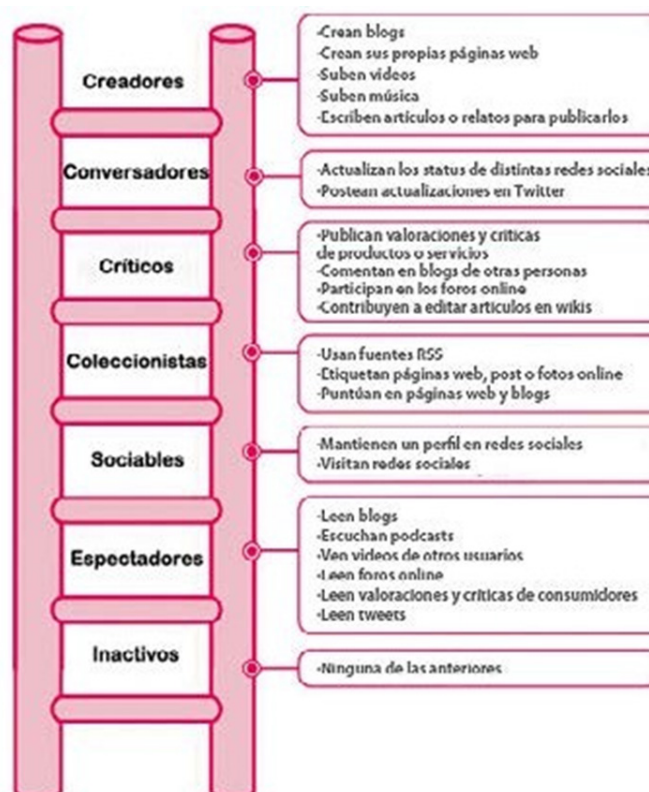 Creadores
-Crean blogs
-Crean sus propias páginas web
-Suben videos
-Suben música
-Escriben artículos o relatos para publicarlos
Conversadores
-Actualizan los status de distintas redes sociales
-Postean actualizaciones en Twitter
Críticos
-Publican valoraciones y criticas
de productos o servicios
-Comentan en blogs de otras personas
-Participan en los foros online
-Contribuyen a editar articulos en wikis
Coleccionistas
-Usan fuentes RSS
-Etiquetan páginas web, post o fotos online
-Puntúan en páginas web y blogs
Sociables
-Mantienen un perfil en redes sociales
-Visitan redes sociales
Espectadores
-Leen blogs
-Escuchan podcasts
-Ven videos de otros usuarios
-Leen foros online
-Leen valoraciones y críticas de consumidores
-Leen tweets
Inactivos
-Ninguna de las anteriores